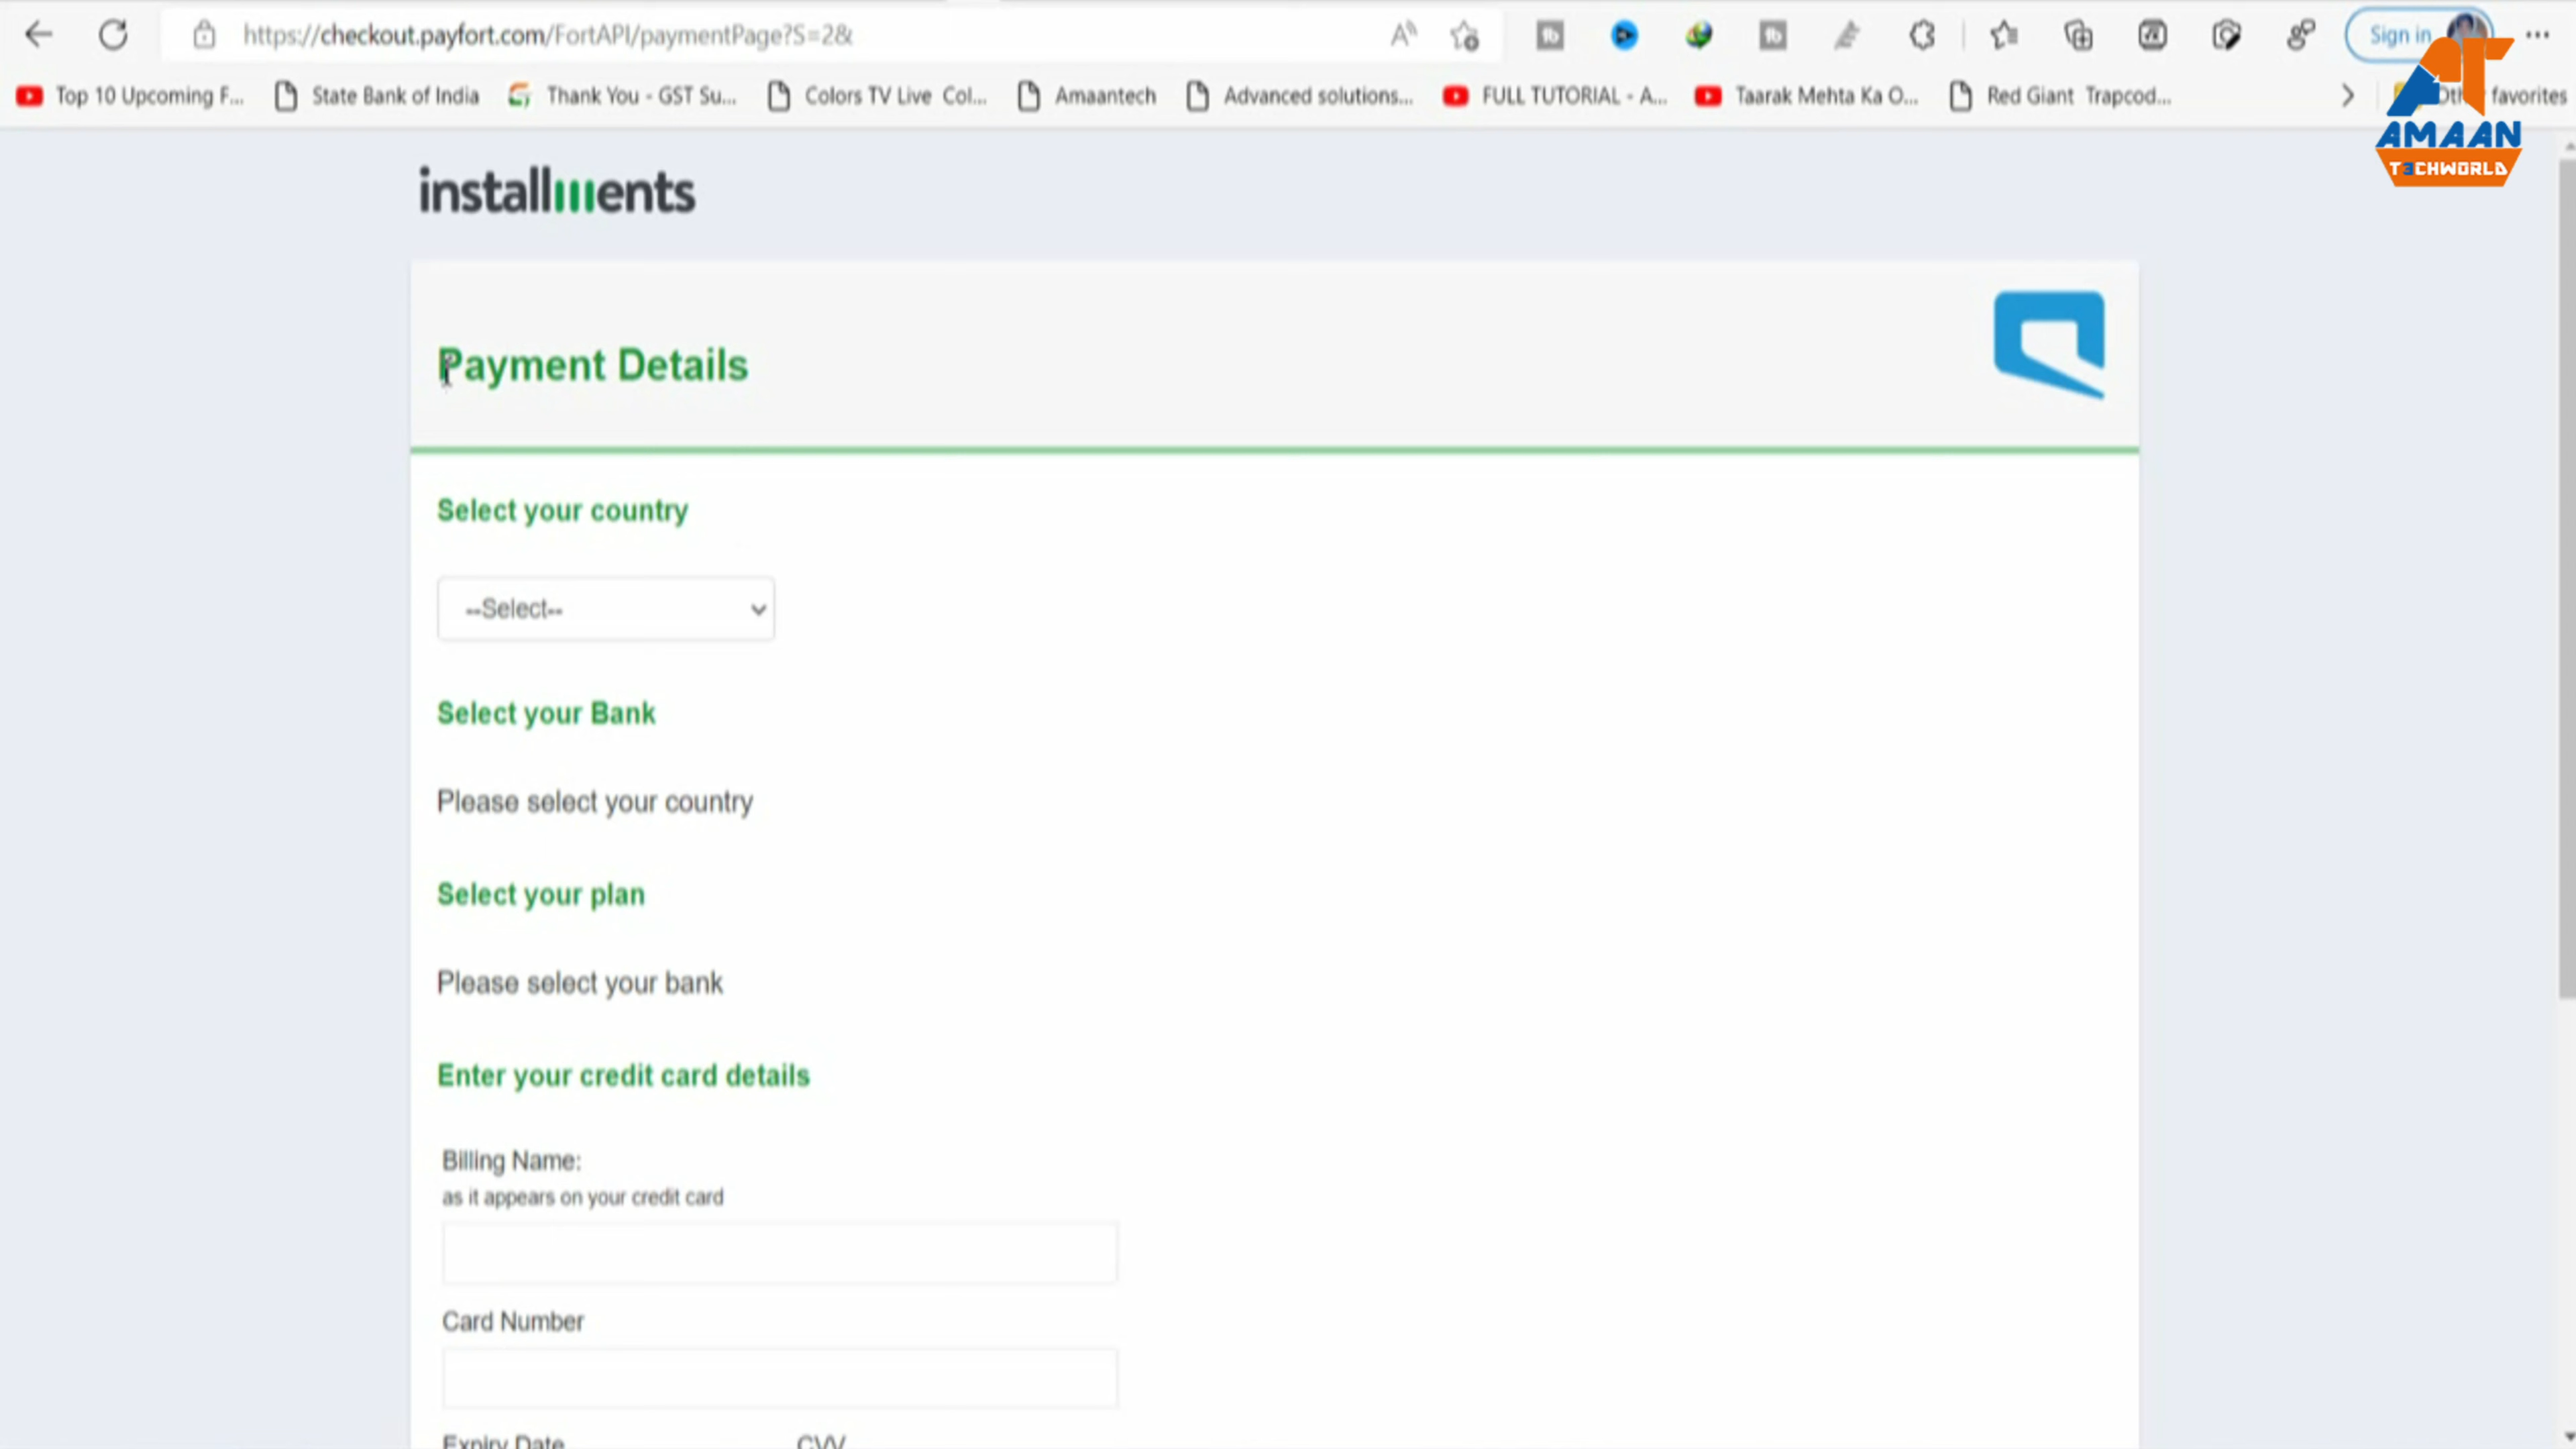 https://checkout.payfort.com/FortAPI/paymentPage?S=2&
Sign in
Top 10 Upcoming F...
State Bank of India
Thank You - GST Su...
Colors TV Live Col...
Amaantech
Advanced solutions...
FULL TUTORIAL - A...
Taarak Mehta Ka O...
Red Giant Trapcod...
Other favorites
AT
AMAAN
T3CHWORLD
installments
Payment Details
Select your country
--Select--
Select your Bank
Please select your country
Select your plan
Please select your bank
Enter your credit card details
Billing Name:
as it appears on your credit card
Card Number
Expiry Date CVV